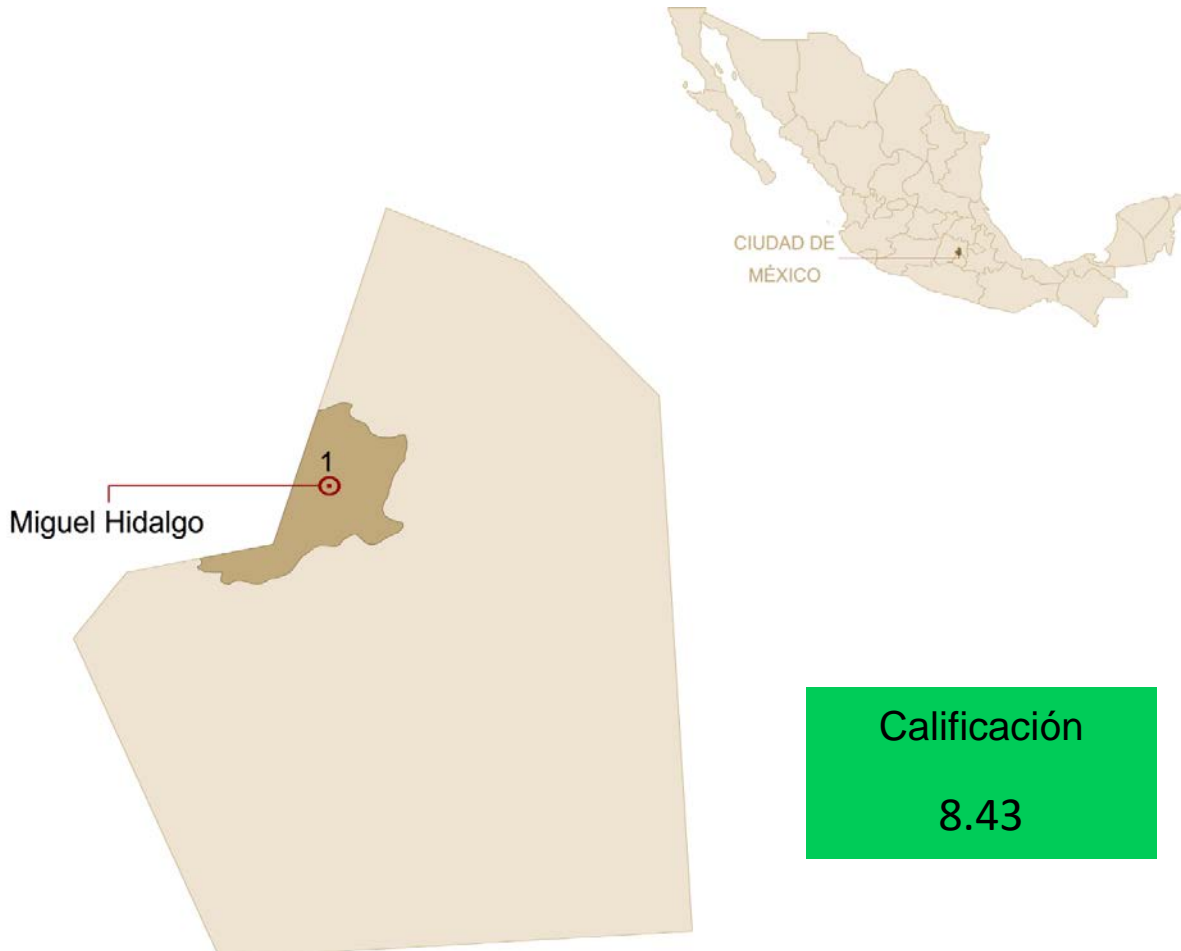 CIUDAD DE
MÉXICO
1
Miguel Hidalgo
Calificación
8.43